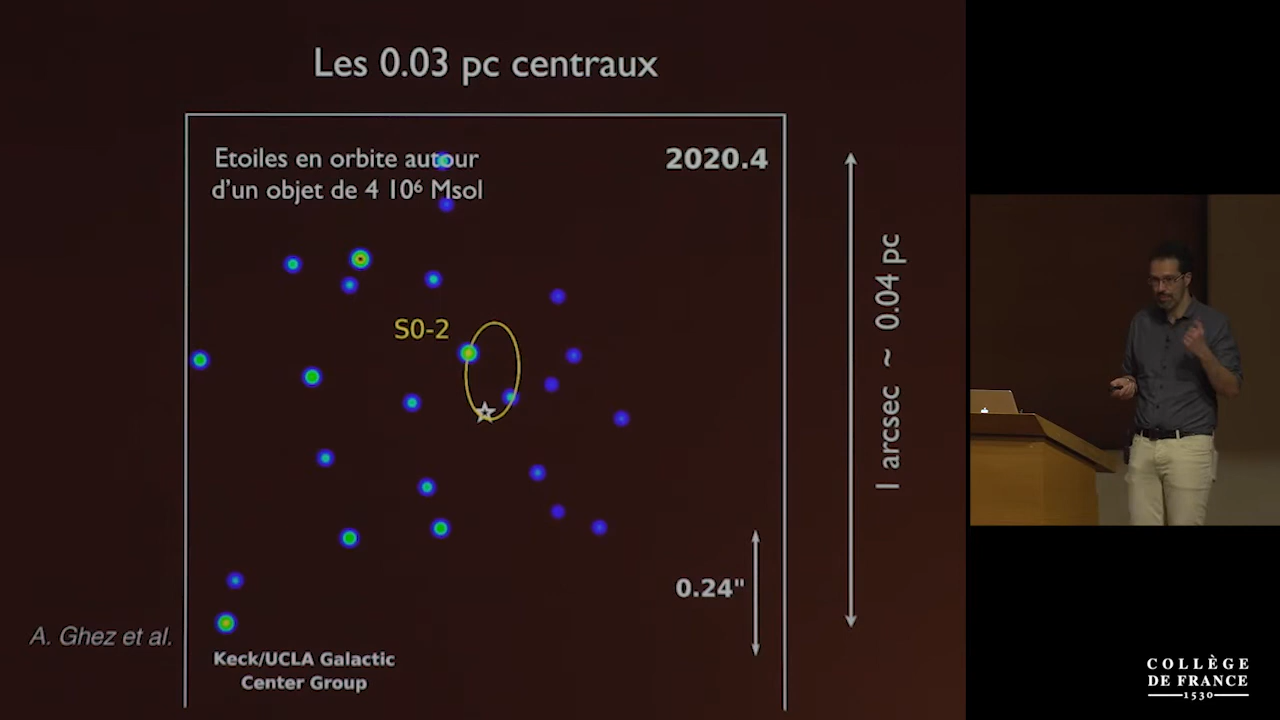 Les 0.03 pc centraux
Etoiles en orbite autour
d'un objet de 4 10⁶ Msol
2020.4
S0-2
1 arcsec ~ 0.04 pc
0.24"
A. Ghez et al.
Keck/UCLA Galactic
Center Group
COLLÈGE
DE FRANCE
1530